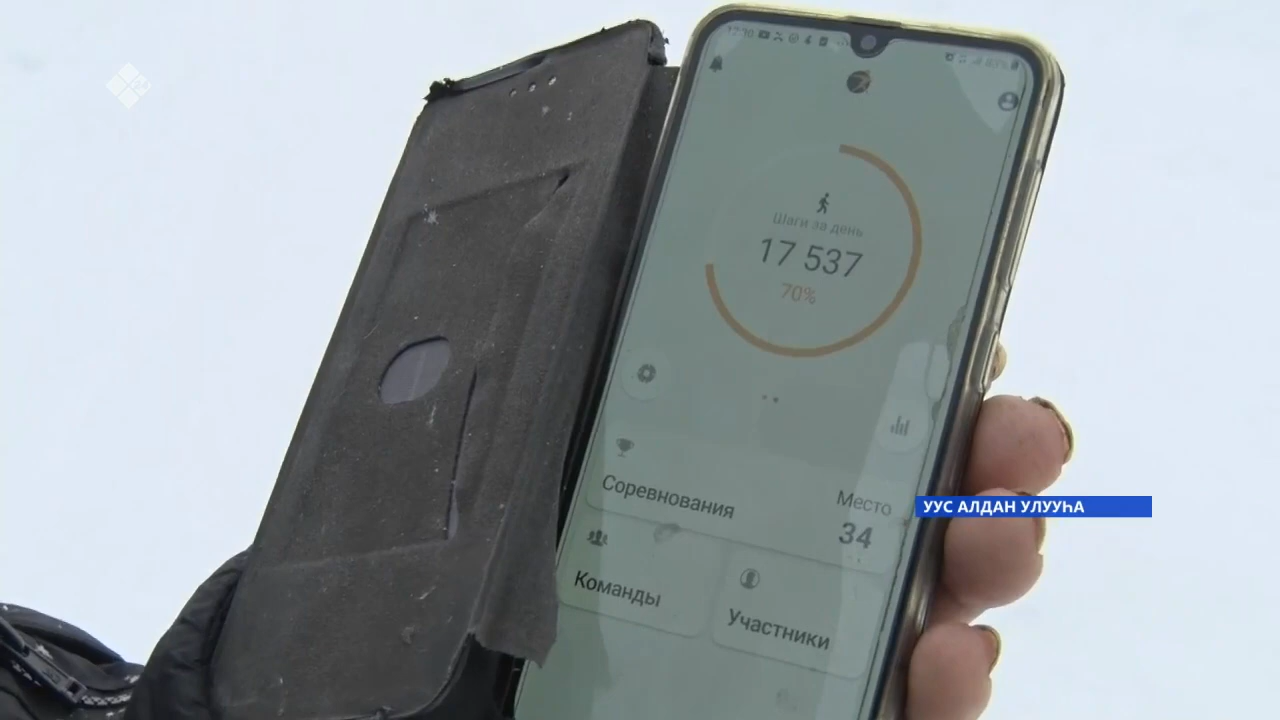 Шаги за день
17 537
70%
Соревнования
Место
34
УУС АЛДАН УЛУУҺА
Команды
Участники